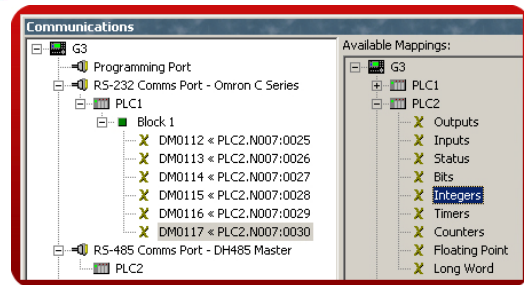 Communications
G3
Programming Port
RS-232 Comms Port - Omron C Series
PLC1
Block 1
DM0112 « PLC2.N007:0025
DM0113 « PLC2.N007:0026
DM0114 « PLC2.N007:0027
DM0115 « PLC2.N007:0028
DM0116 « PLC2.N007:0029
DM0117 « PLC2.N007:0030
RS-485 Comms Port - DH485 Master
PLC2
Available Mappings:
G3
PLC1
PLC2
Outputs
Inputs
Status
Bits
Integers
Timers
Counters
Floating Point
Long Word